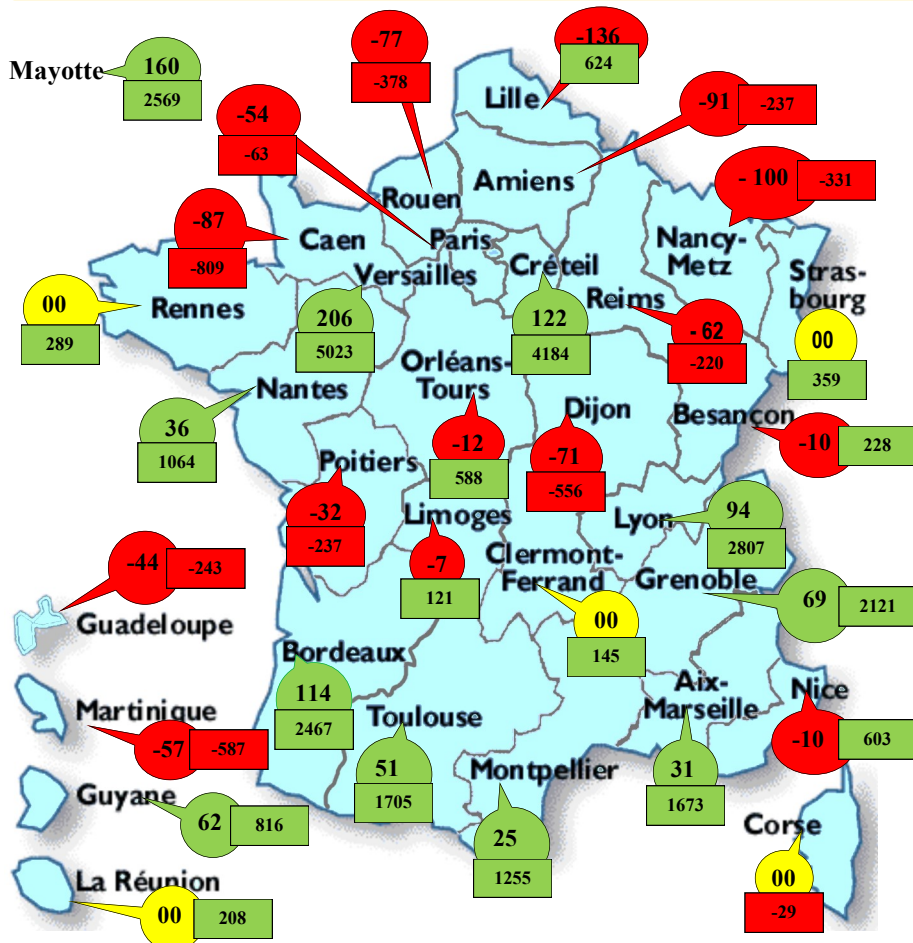 -77
-378
-136
624
Mayotte 160
2569
-54
-63
Lille
-91 -237
Amiens
- 100 -331
Rouen
-87
-809
Caen
Paris
Nancy-
Metz
Versailles
Créteil
Stras-
bourg
00
289
Rennes
206
5023
122
4184
Reims
- 62
-220
00
359
Orléans-
Tours
Nantes
36
1064
Dijon
Besançon
-10 228
-12
588
-71
-556
Poitiers
-32
-237
Limoges
-7
121
Lyon
94
2807
Clermont-
Ferrand
00
145
Grenoble
69 2121
-44 -243
Guadeloupe
Bordeaux
114
2467
Martinique
-57 -587
Toulouse
51
1705
Aix-
Marseille
31
1673
Nice
-10 603
Montpellier
25
1255
Guyane
62 816
Corse
00
-29
La Réunion
00 208